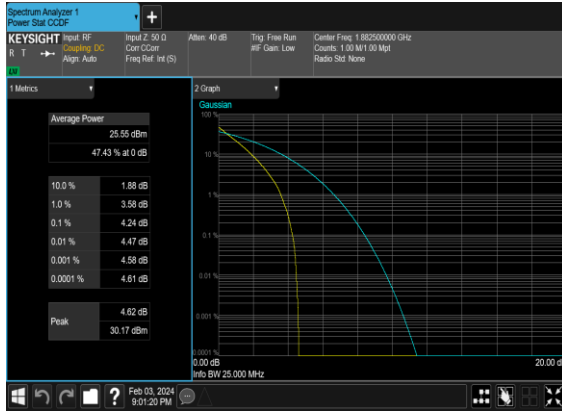 Spectrum Analyzer 1
Power Stat CCDF
KEYSIGHT
R T
LU
Input: RF
Coupling: DC
Align: Auto
Input Z: 50 Ω
Corr CCorr
Freq Ref: Int (S)
Atten: 40 dB
Trig: Free Run
#IF Gain: Low
Center Freq: 1.882500000 GHz
Counts: 1.00 M/1.00 Mpt
Radio Std: None
1 Metrics
Average Power
25.55 dBm
47.43 % at 0 dB
10.0 % 1.88 dB
1.0 % 3.58 dB
0.1 % 4.24 dB
0.01 % 4.47 dB
0.001 % 4.58 dB
0.0001 % 4.61 dB
Peak
4.62 dB
30.17 dBm
2 Graph
Gaussian
100 %
10 %
1 %
0.1 %
0.01 %
0.001 %
0.0001 %
0.00 dB
20.00 d
Info BW 25.000 MHz
Feb 03, 2024
9:01:20 PM